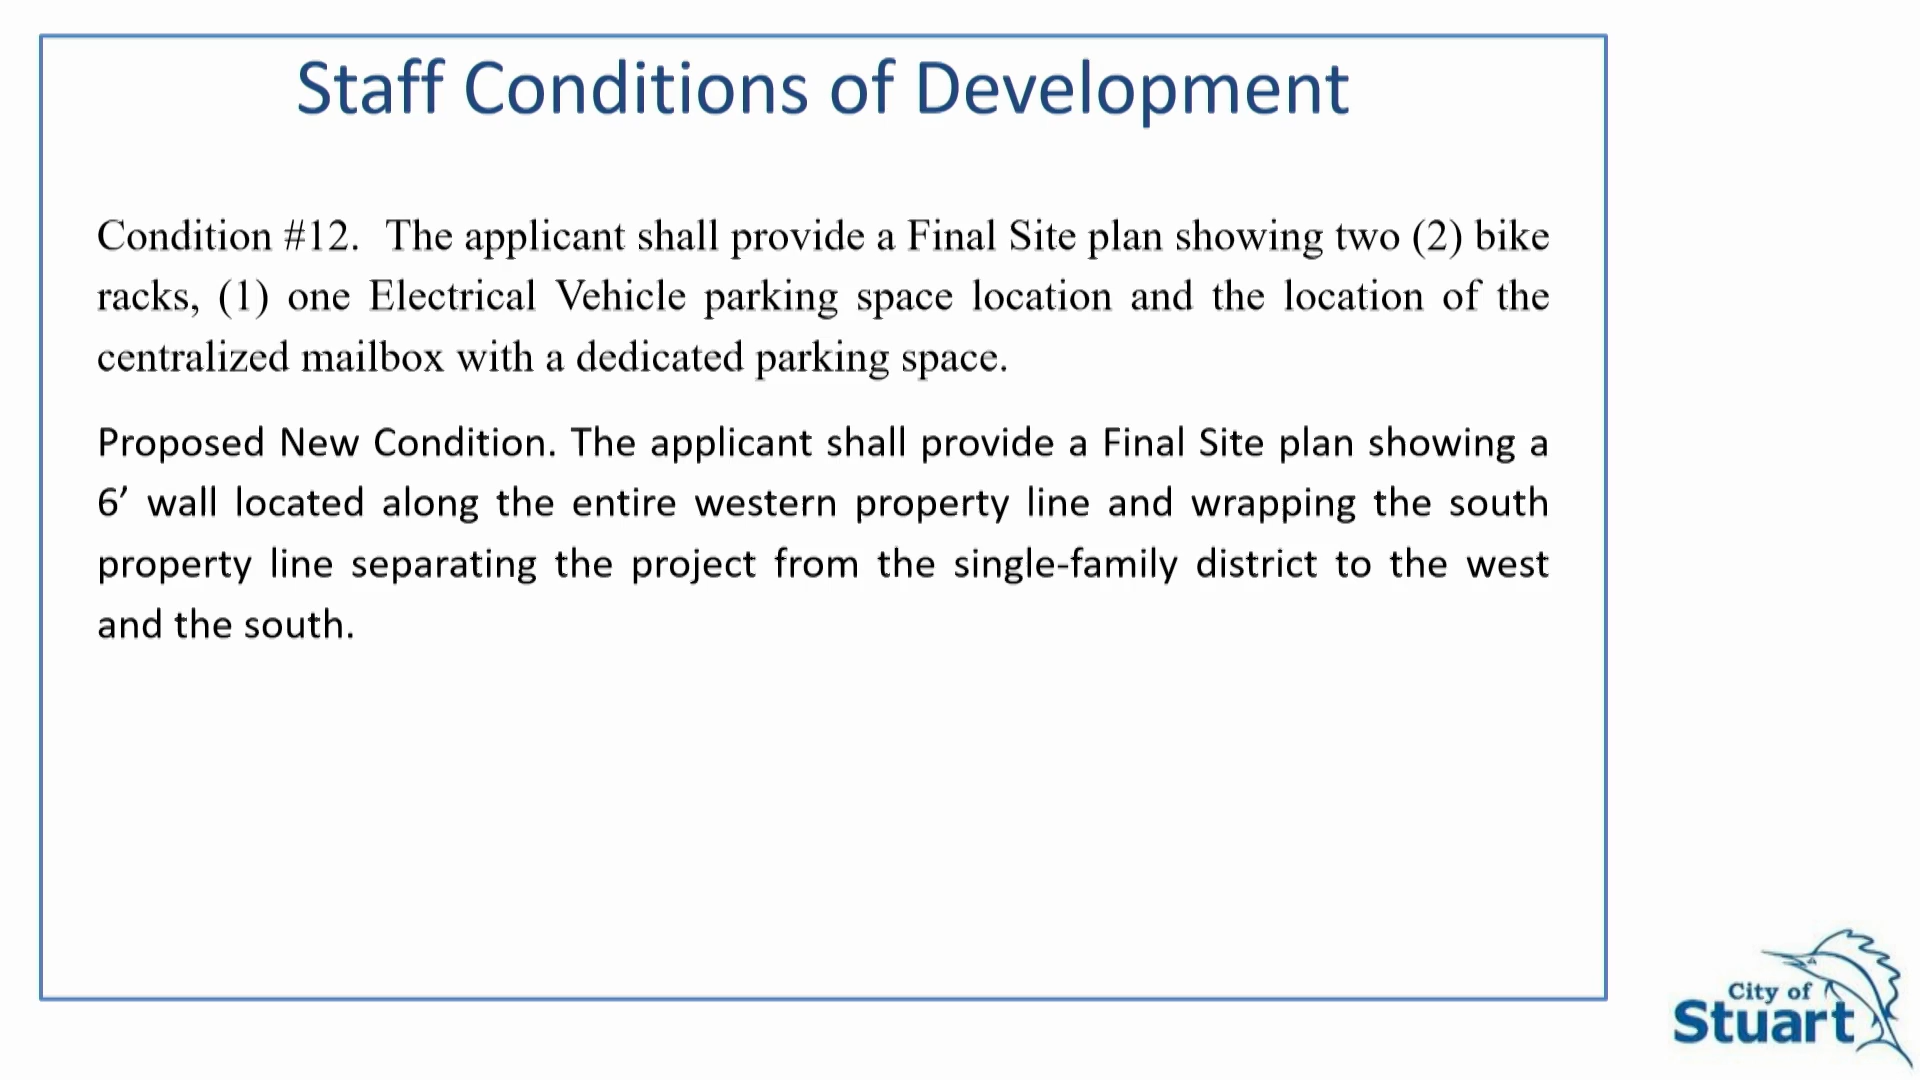 Staff Conditions of Development
Condition #12. The applicant shall provide a Final Site plan showing two (2) bike
racks, (1) one Electrical Vehicle parking space location and the location of the
centralized mailbox with a dedicated parking space.
Proposed New Condition. The applicant shall provide a Final Site plan showing a
6’ wall located along the entire western property line and wrapping the south
property line separating the project from the single-family district to the west
and the south.
City of
Stuart